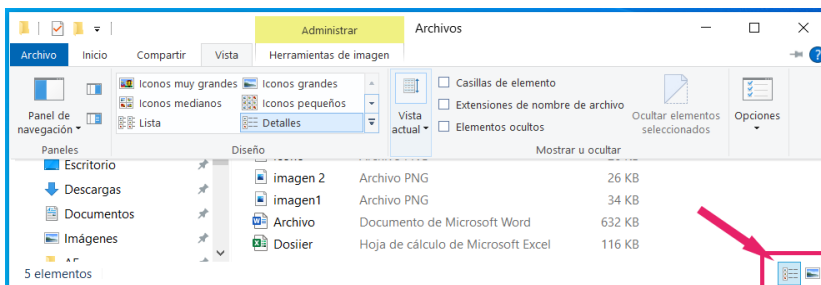 Administrar Archivos
Archivo Inicio Compartir Vista Herramientas de imagen
Iconos muy grandes Iconos grandes
Iconos medianos Iconos pequeños
Lista Detalles
Panel de navegación
Vista actual
Casillas de elemento
Extensiones de nombre de archivo
Elementos ocultos
Ocultar elementos seleccionados
Opciones
Paneles Diseño Mostrar u ocultar
Escritorio
Descargas
Documentos
Imágenes
imagen 2 Archivo PNG 26 KB
imagen1 Archivo PNG 34 KB
Archivo Documento de Microsoft Word 632 KB
Dosiier Hoja de cálculo de Microsoft Excel 116 KB
5 elementos